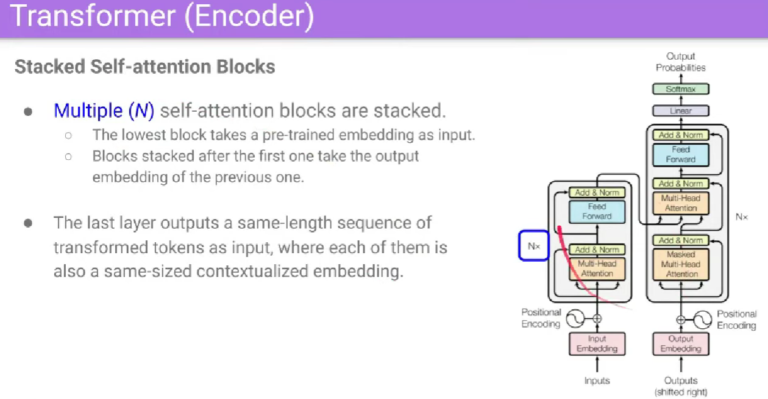 Transformer (Encoder)
Stacked Self-attention Blocks
● Multiple (N) self-attention blocks are stacked.
○ The lowest block takes a pre-trained embedding as input.
○ Blocks stacked after the first one take the output
embedding of the previous one.
● The last layer outputs a same-length sequence of
transformed tokens as input, where each of them is
also a same-sized contextualized embedding.
Output
Probabilities
Softmax
Linear
Add & Norm
Feed
Forward
Add & Norm
Multi-Head
Attention
Add & Norm
Masked
Multi-Head
Attention
N×
Add & Norm
Feed
Forward
N×
Add & Norm
Multi-Head
Attention
Positional
Encoding
Positional
Encoding
Input
Embedding
Output
Embedding
Inputs
Outputs
(shifted right)